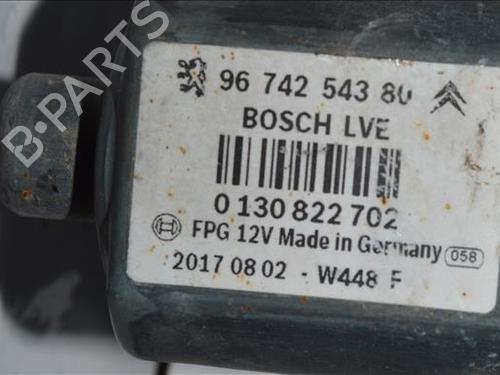 96 742 543 80
BOSCH LVE
0 130 822 702
FPG 12V Made in Germany 058
2017 08 02 - W448 F
B-PARTS